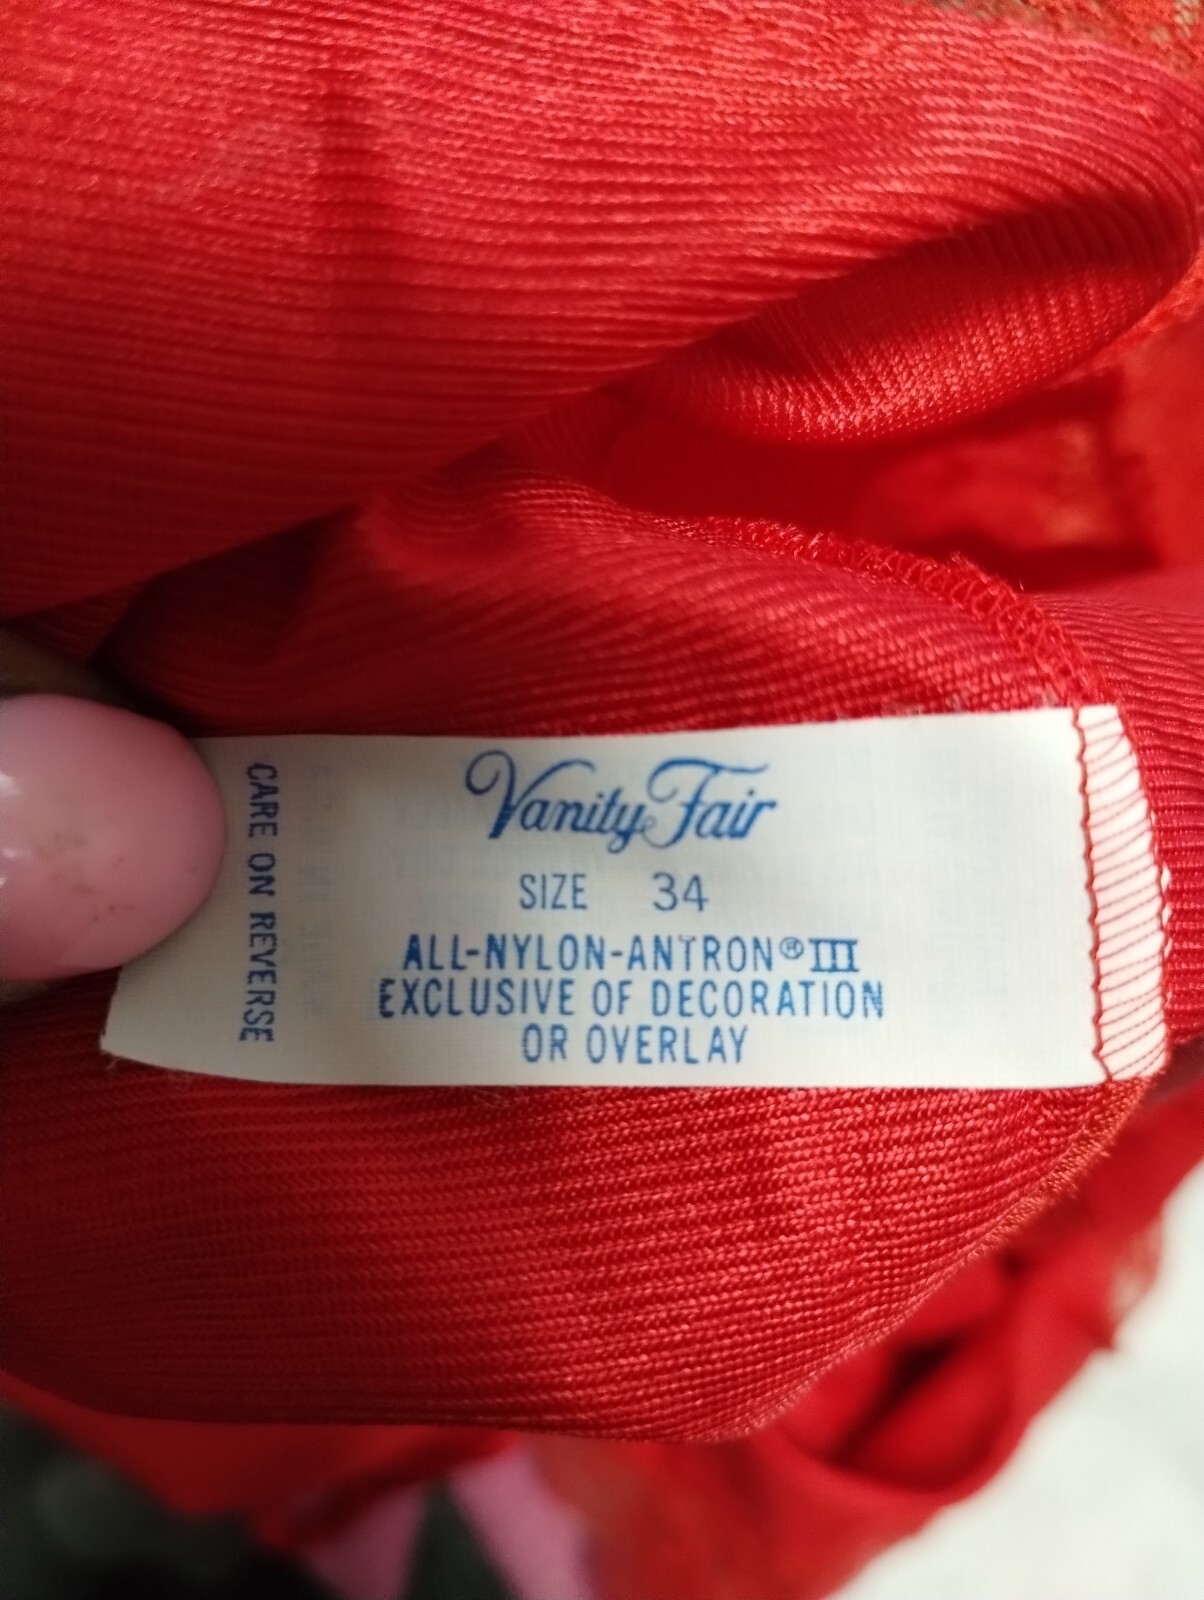 Vanity Fair
SIZE 34
ALL-NYLON-ANTRON®III
EXCLUSIVE OF DECORATION
OR OVERLAY
CARE ON REVERSE